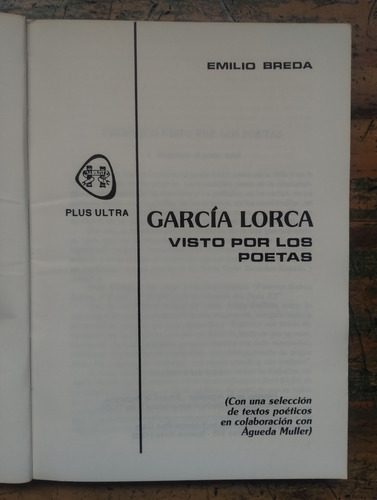 EMILIO BREDA
PLUS ULTRA
GARCÍA LORCA
VISTO POR LOS
POETAS
(Con una selección
de textos poéticos
en colaboración con
Águeda Muller)